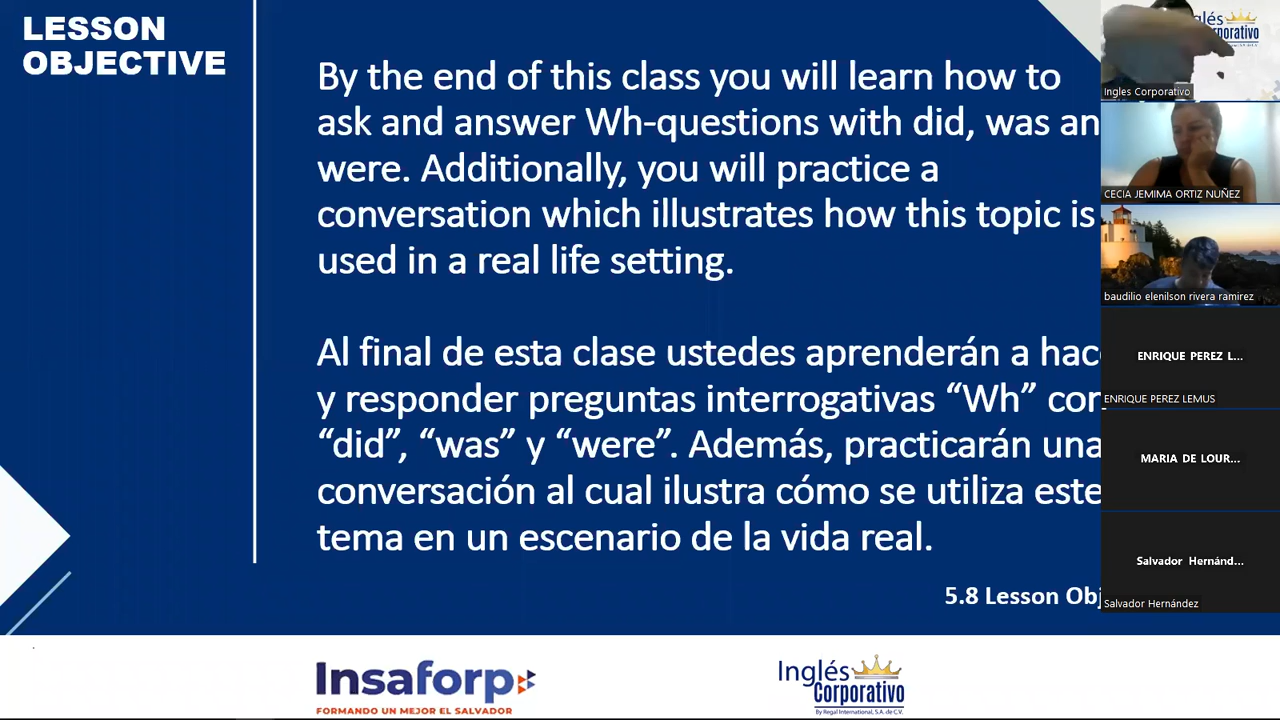 LESSON
OBJECTIVE
By the end of this class you will learn how to
ask and answer Wh-questions with did, was an
were. Additionally, you will practice a
conversation which illustrates how this topic is
used in a real life setting.
Al final de esta clase ustedes aprenderán a hac
y responder preguntas interrogativas “Wh” con
“did”, “was” y “were”. Además, practicarán una
conversación al cual ilustra cómo se utiliza este
tema en un escenario de la vida real.
5.8 Lesson Obj
Insaforp
FORMANDO UN MEJOR EL SALVADOR
Inglés
Corporativo
By Regal International, S.A. de C.V.
Ingles Corporativo
CECIA JEMIMA ORTIZ NUÑEZ
baudilio elenilson rivera ramirez
ENRIQUE PEREZ L...
ENRIQUE PEREZ LEMUS
MARIA DE LOUR...
Salvador Hernánd...
Salvador Hernández